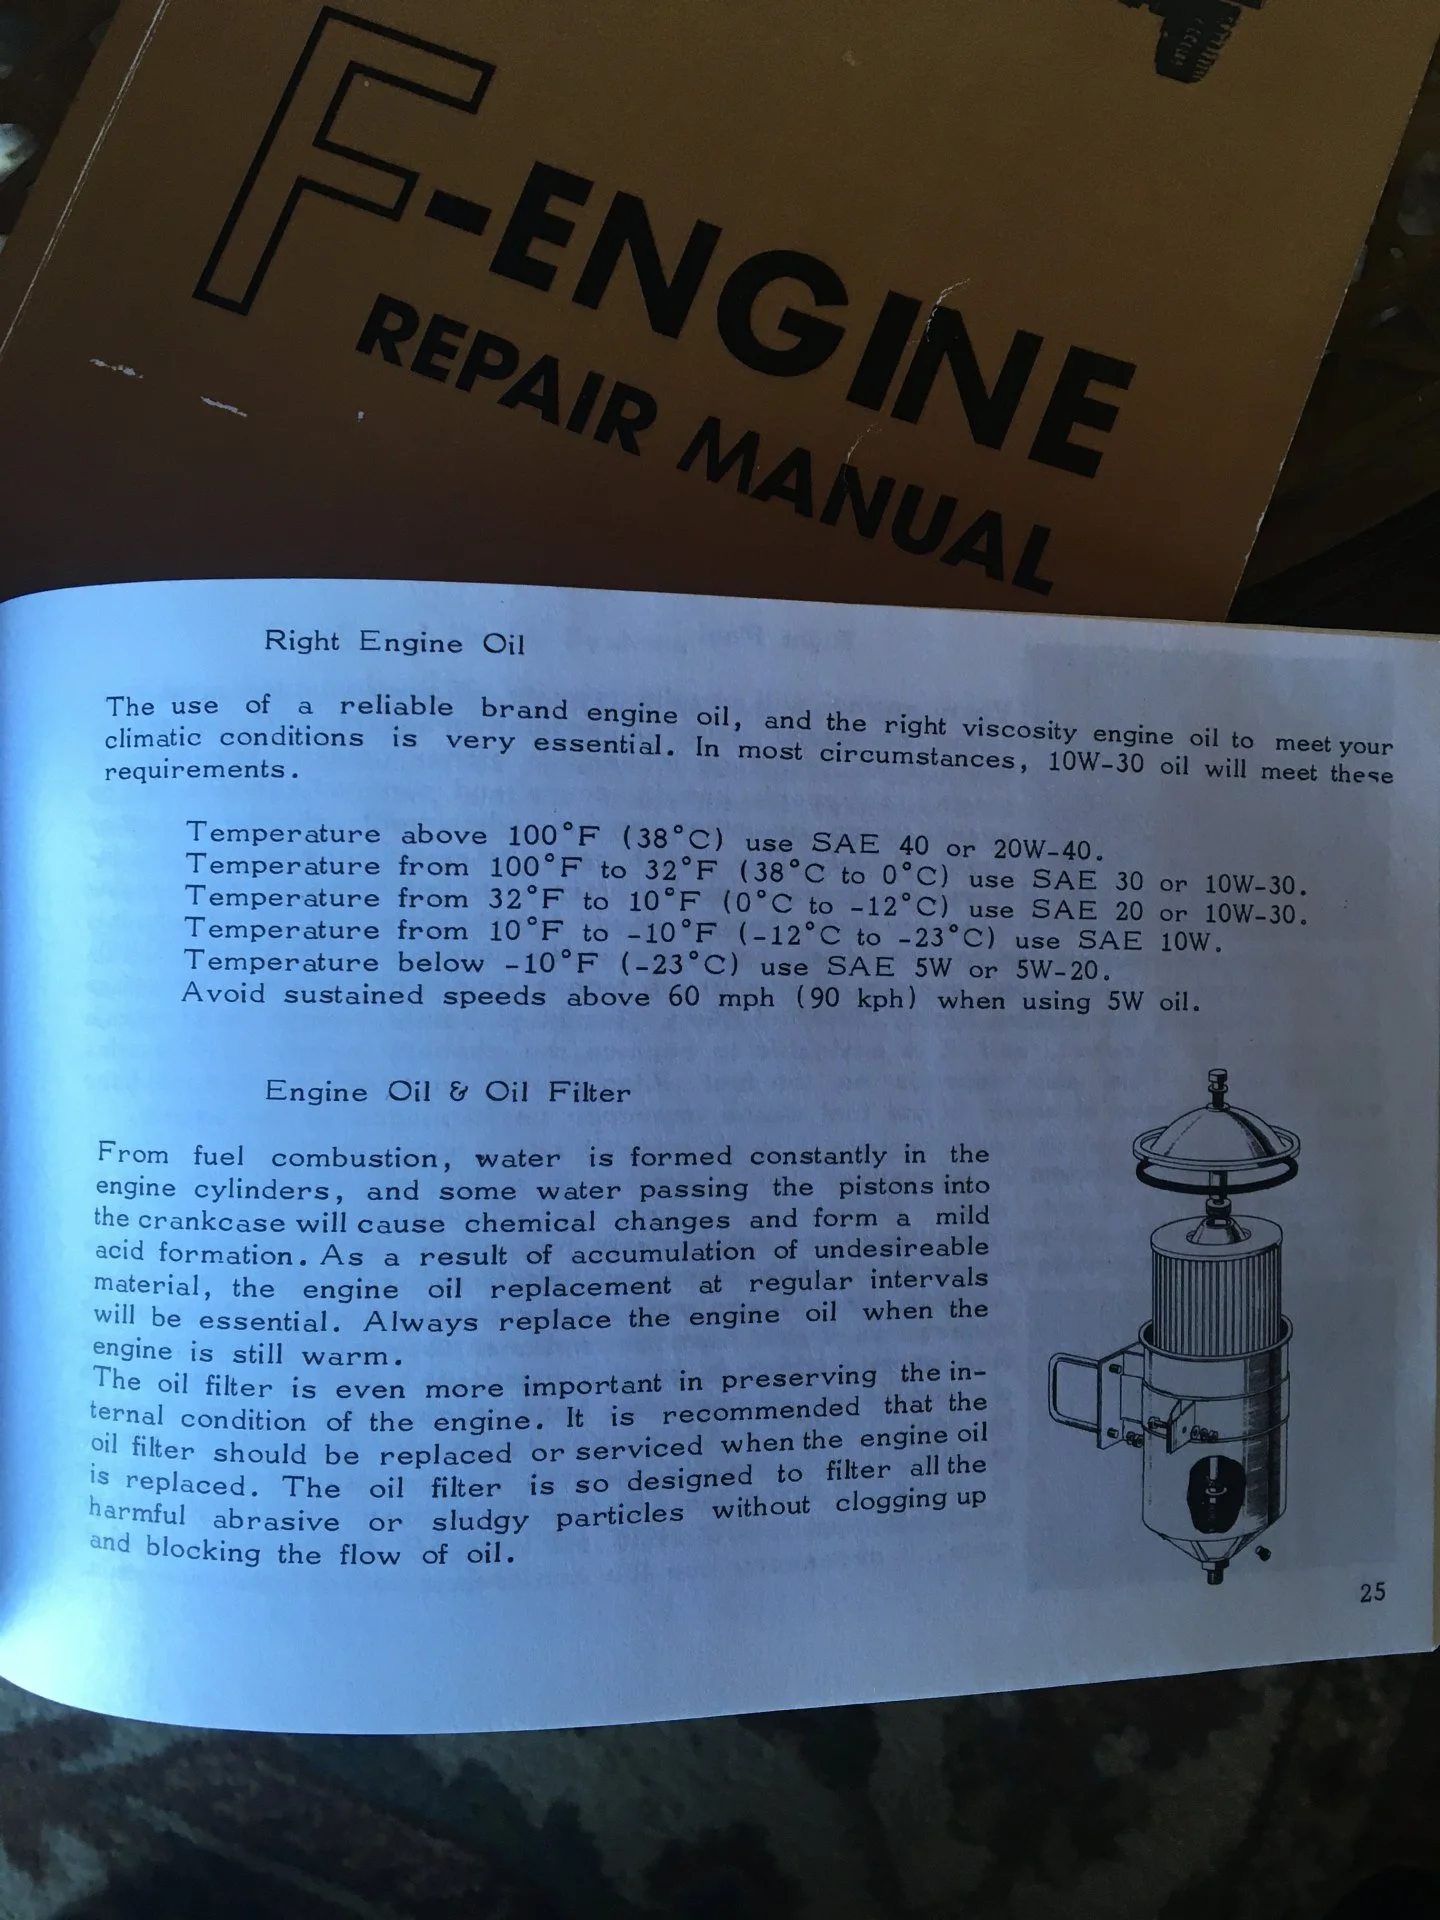 F-ENGINE
REPAIR MANUAL
Right Engine Oil
The use of a reliable brand engine oil, and the right viscosity engine oil to meet your
climatic conditions is very essential. In most circumstances, 10W-30 oil will meet these
requirements.
Temperature above 100°F (38°C) use SAE 40 or 20W-40.
Temperature from 100°F to 32°F (38°C to 0°C) use SAE 30 or 10W-30.
Temperature from 32°F to 10°F (0°C to -12°C) use SAE 20 or 10W-30.
Temperature from 10°F to -10°F (-12°C to -23°C) use SAE 10W.
Temperature below -10°F (-23°C) use SAE 5W or 5W-20.
Avoid sustained speeds above 60 mph (90 kph) when using 5W oil.
Engine Oil & Oil Filter
From fuel combustion, water is formed constantly in the
engine cylinders, and some water passing the pistons into
the crankcase will cause chemical changes and form a mild
acid formation. As a result of accumulation of undesireable
material, the engine oil replacement at regular intervals
will be essential. Always replace the engine oil when the
engine is still warm.
The oil filter is even more important in preserving the in-
ternal condition of the engine. It is recommended that the
oil filter should be replaced or serviced when the engine oil
is replaced. The oil filter is so designed to filter all the
harmful abrasive or sludgy particles without clogging up
and blocking the flow of oil.
25